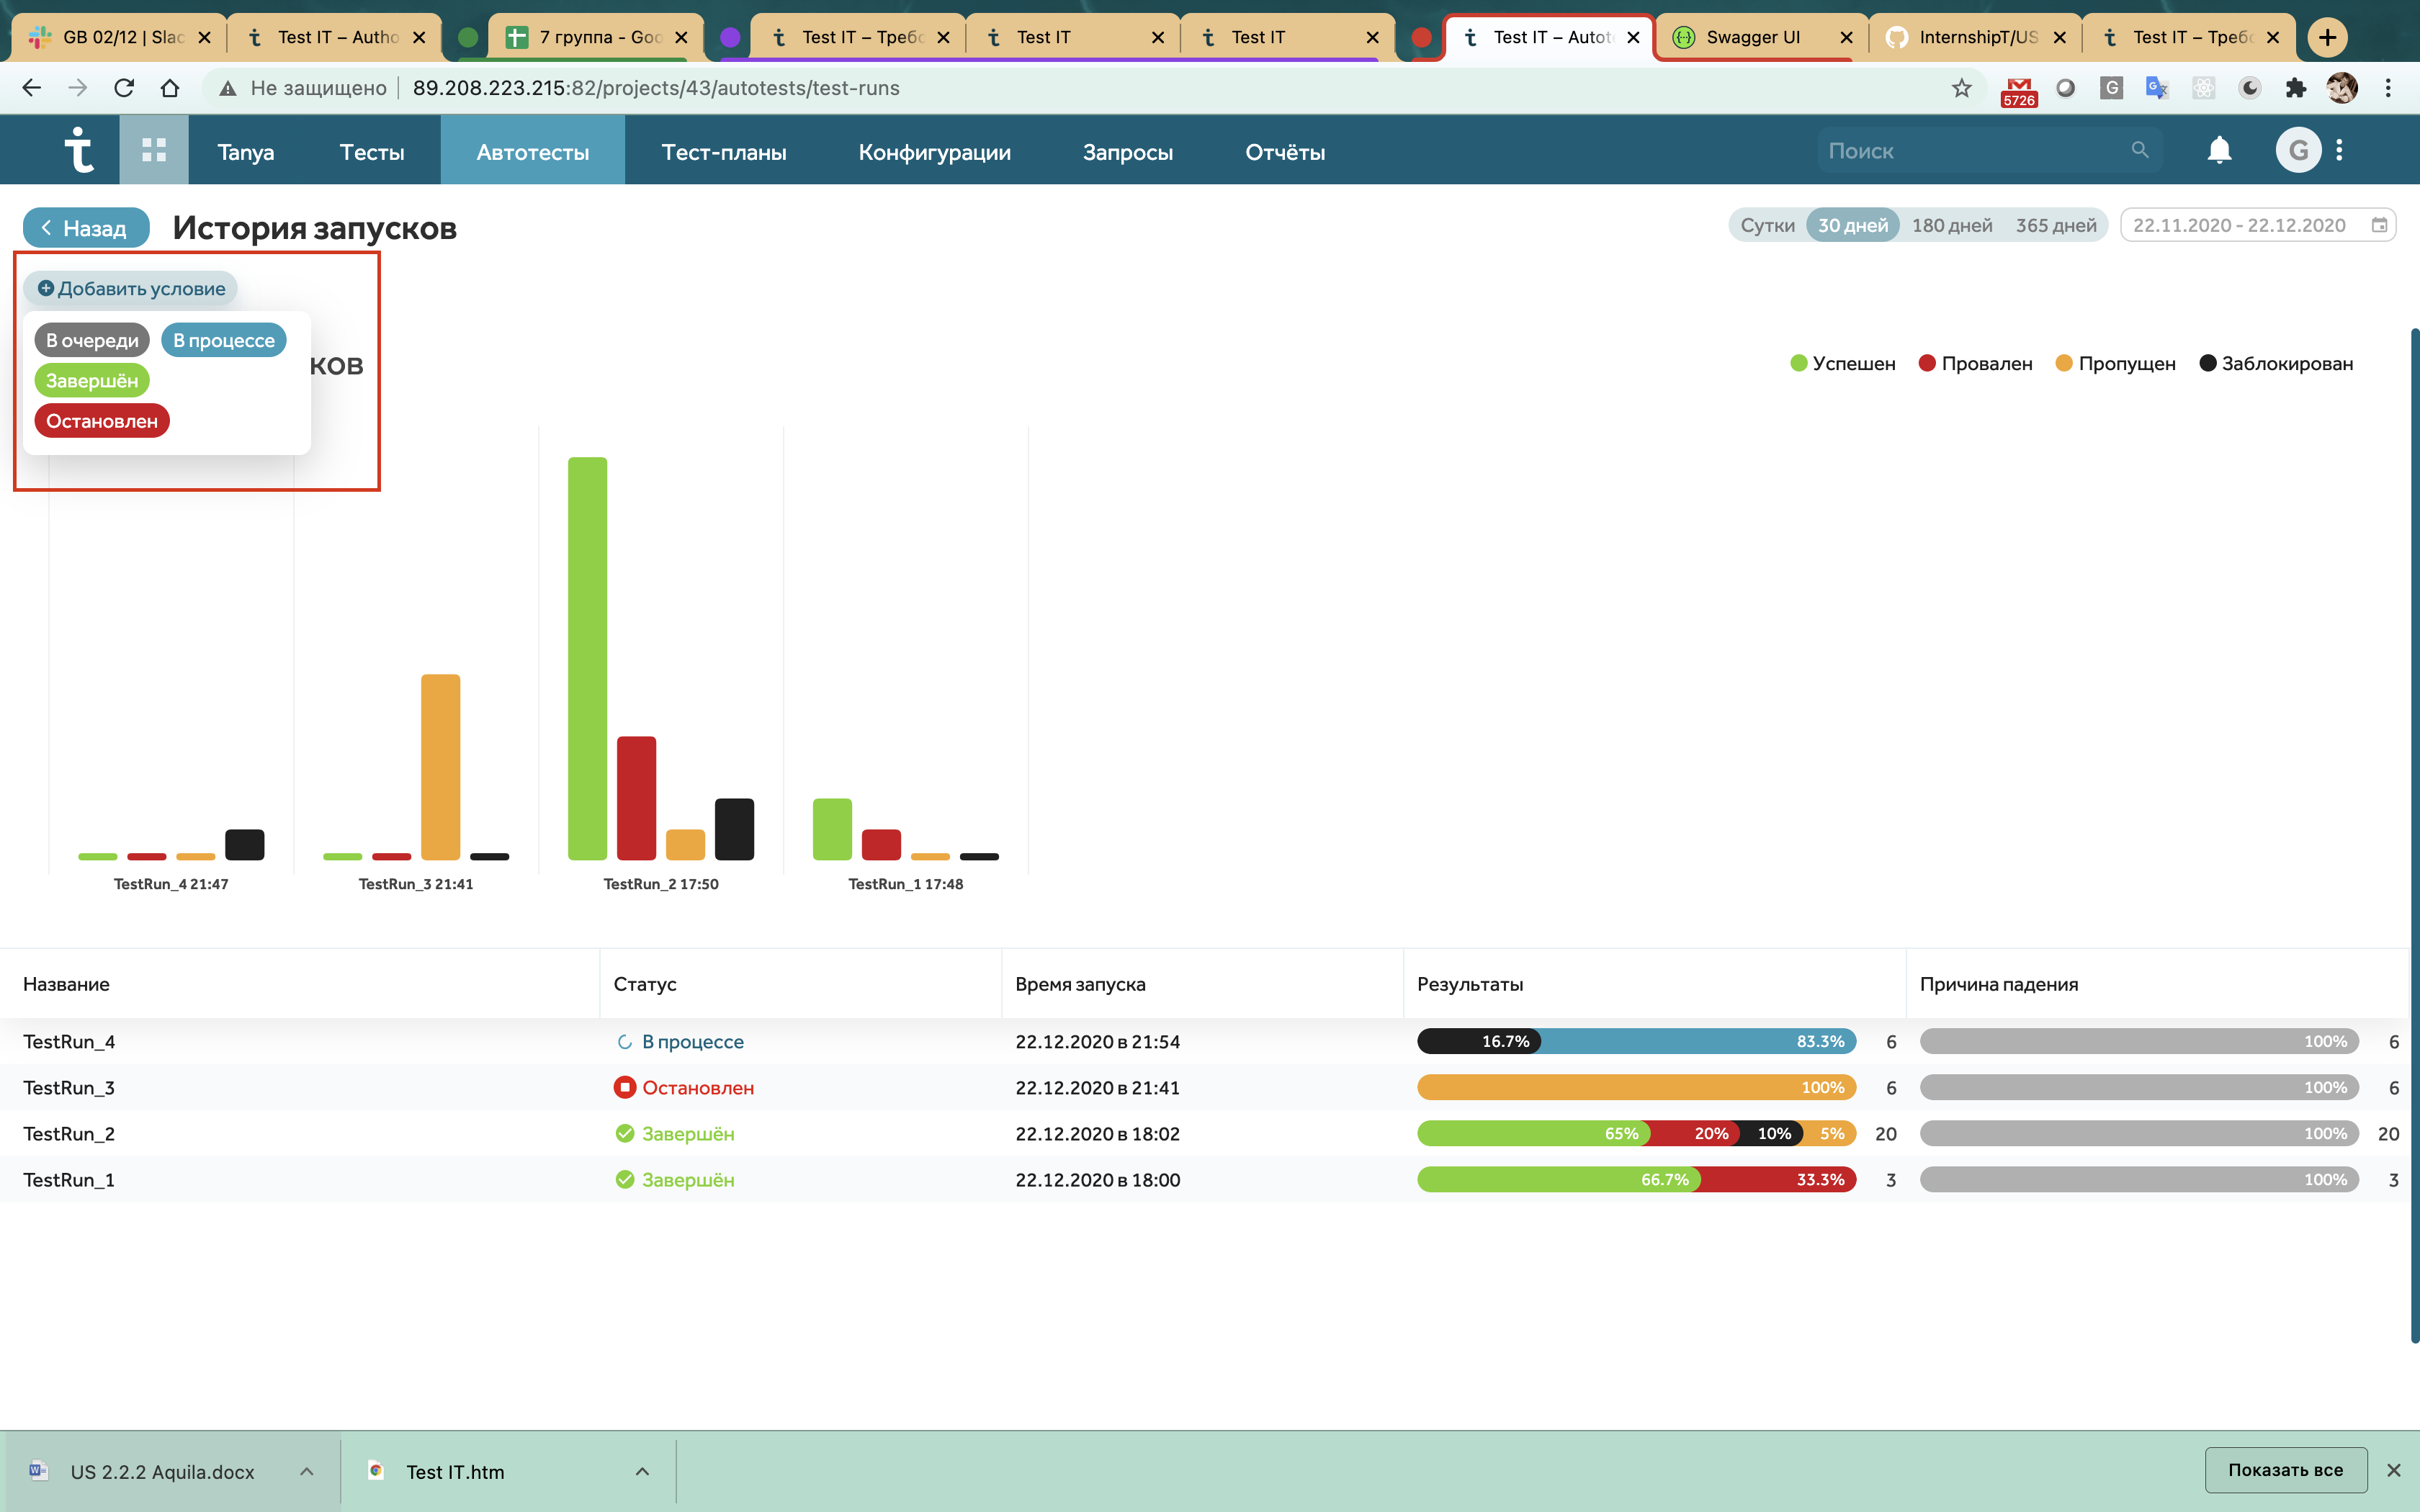 GB 02/12 | Slac
Test IT – Autho
7 группа - Goo
Test IT – Требо
Test IT
Test IT
Test IT – Autot
Swagger UI
InternshipT/US
Test IT – Требо
Не защищено
89.208.223.215:82/projects/43/autotests/test-runs
5726
Tanya
Тесты
Автотесты
Тест-планы
Конфигурации
Запросы
Отчёты
Поиск
G
Назад
История запусков
Сутки
30 дней
180 дней
365 дней
22.11.2020 - 22.12.2020
Добавить условие
В очереди
В процессе
Завершён
Остановлен
ков
Успешен
Провален
Пропущен
Заблокирован
TestRun_4 21:47
TestRun_3 21:41
TestRun_2 17:50
TestRun_1 17:48
Название
Статус
Время запуска
Результаты
Причина падения
TestRun_4
В процессе
22.12.2020 в 21:54
16.7%
83.3%
6
100%
6
TestRun_3
Остановлен
22.12.2020 в 21:41
100%
6
100%
6
TestRun_2
Завершён
22.12.2020 в 18:02
65%
20%
10%
5%
20
100%
20
TestRun_1
Завершён
22.12.2020 в 18:00
66.7%
33.3%
3
100%
3
US 2.2.2 Aquila.docx
Test IT.htm
Показать все